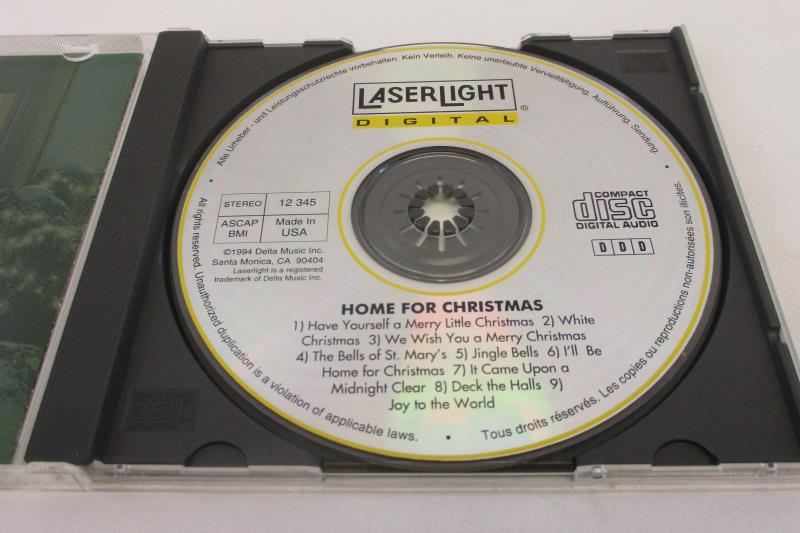 Alle Urheber - und Leistungsschutzrechte vorbehalten. Kein Verleih. Keine unerlaubte Vervielfältigung, Aufführung, Sendung.
LASERLIGHT ®
DIGITAL
STEREO 12 345
ASCAP BMI Made In USA
©1994 Delta Music Inc.
Santa Monica, CA 90404
Laserlight is a registered
trademark of Delta Music Inc.
COMPACT
disc
DIGITAL AUDIO
D D D
HOME FOR CHRISTMAS
1) Have Yourself a Merry Little Christmas 2) White
Christmas 3) We Wish You a Merry Christmas
4) The Bells of St. Mary's 5) Jingle Bells 6) I'll Be
Home for Christmas 7) It Came Upon a
Midnight Clear 8) Deck the Halls 9)
Joy to the World
All rights reserved. Unauthorized duplication is a violation of applicable laws.
Tous droits réservés. Les copies ou reproductions non-autorisées son illicites.